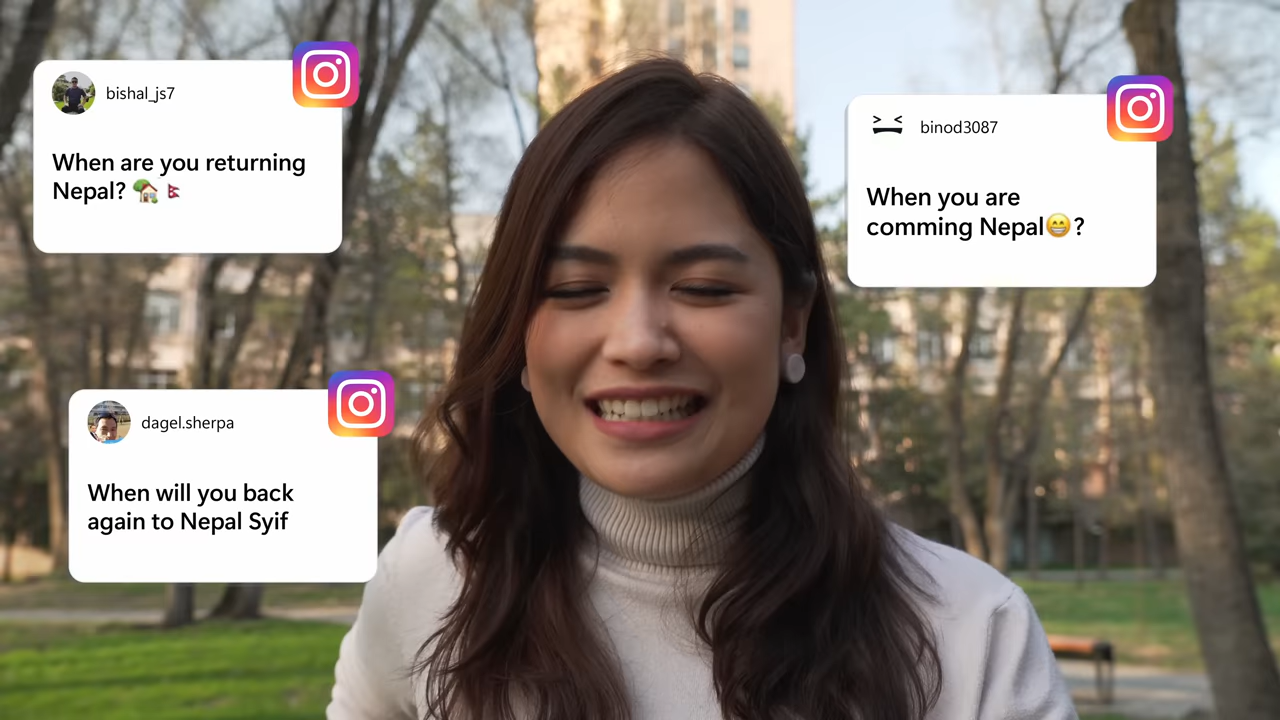 bishal_js7
When are you returning
Nepal? 🏡 🇳🇵
binod3087
When you are
comming Nepal😁?
dagel.sherpa
When will you back
again to Nepal Syif